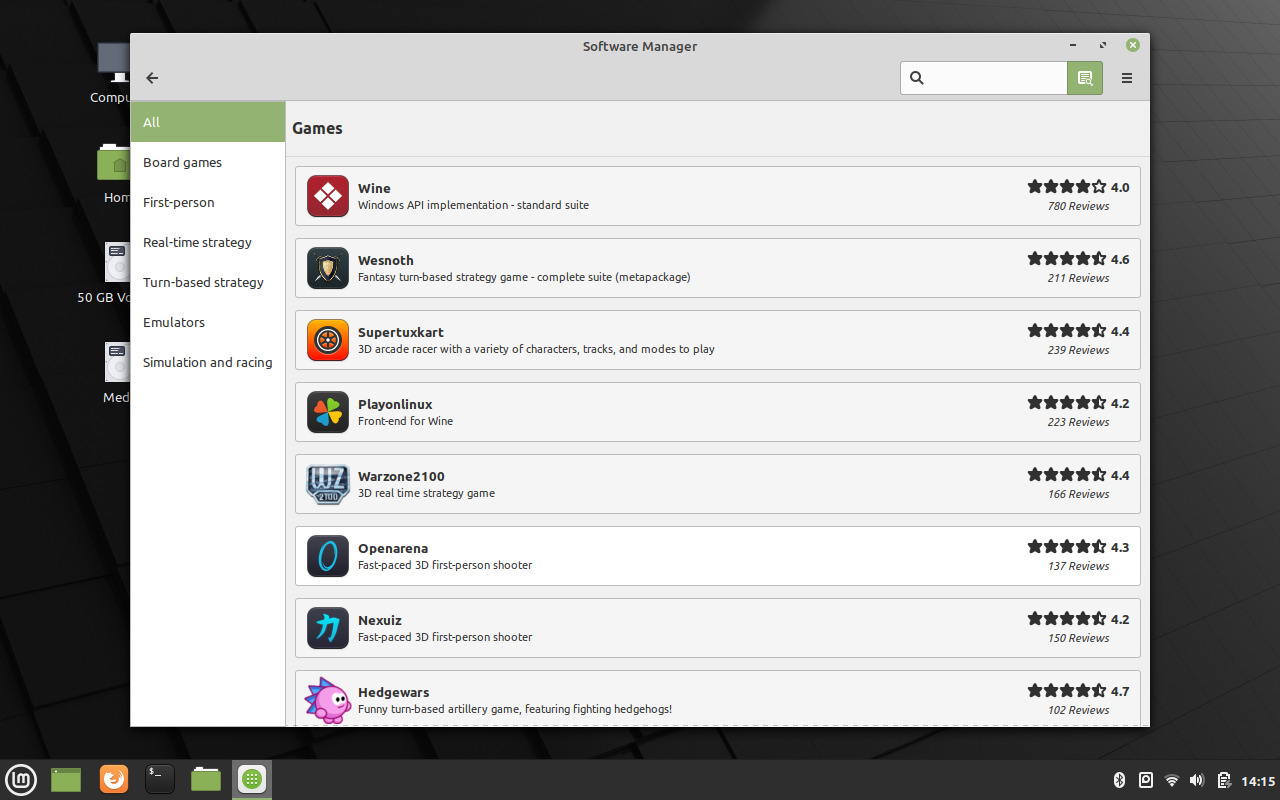 Software Manager
Compu
Hom
50 GB Vo
Med
All
Board games
First-person
Real-time strategy
Turn-based strategy
Emulators
Simulation and racing
Games
Wine
Windows API implementation - standard suite
4.0
780 Reviews
Wesnoth
Fantasy turn-based strategy game - complete suite (metapackage)
4.6
211 Reviews
Supertuxkart
3D arcade racer with a variety of characters, tracks, and modes to play
4.4
239 Reviews
Playonlinux
Front-end for Wine
4.2
223 Reviews
WZ
2100
Warzone2100
3D real time strategy game
4.4
166 Reviews
Openarena
Fast-paced 3D first-person shooter
4.3
137 Reviews
Nexuiz
Fast-paced 3D first-person shooter
4.2
150 Reviews
Hedgewars
Funny turn-based artillery game, featuring fighting hedgehogs!
4.7
102 Reviews
$_
14:15